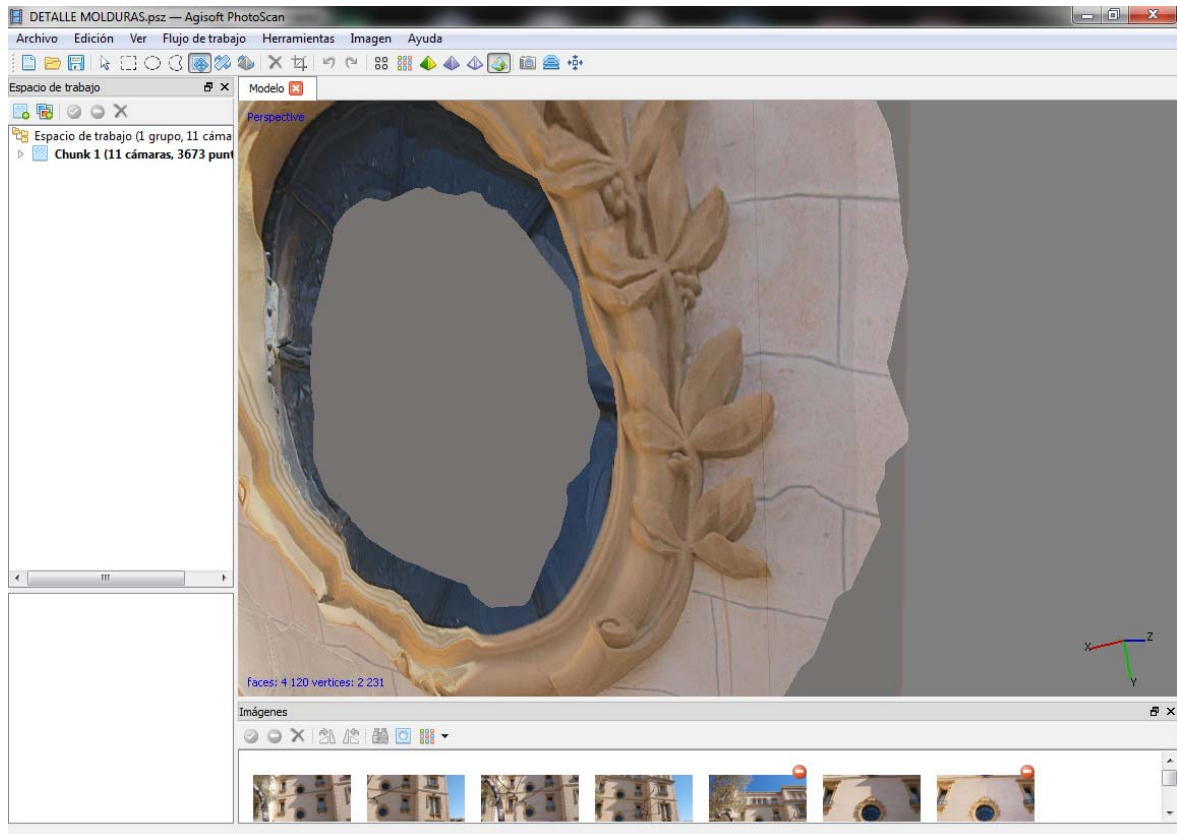 DETALLE MOLDURAS.psz — Agisoft PhotoScan
Archivo Edición Ver Flujo de trabajo Herramientas Imagen Ayuda
Espacio de trabajo
Modelo
Espacio de trabajo (1 grupo, 11 cáma
Chunk 1 (11 cámaras, 3673 punt
Perspective
X
Z
Y
faces: 4 120 vertices: 2 231
Imágenes